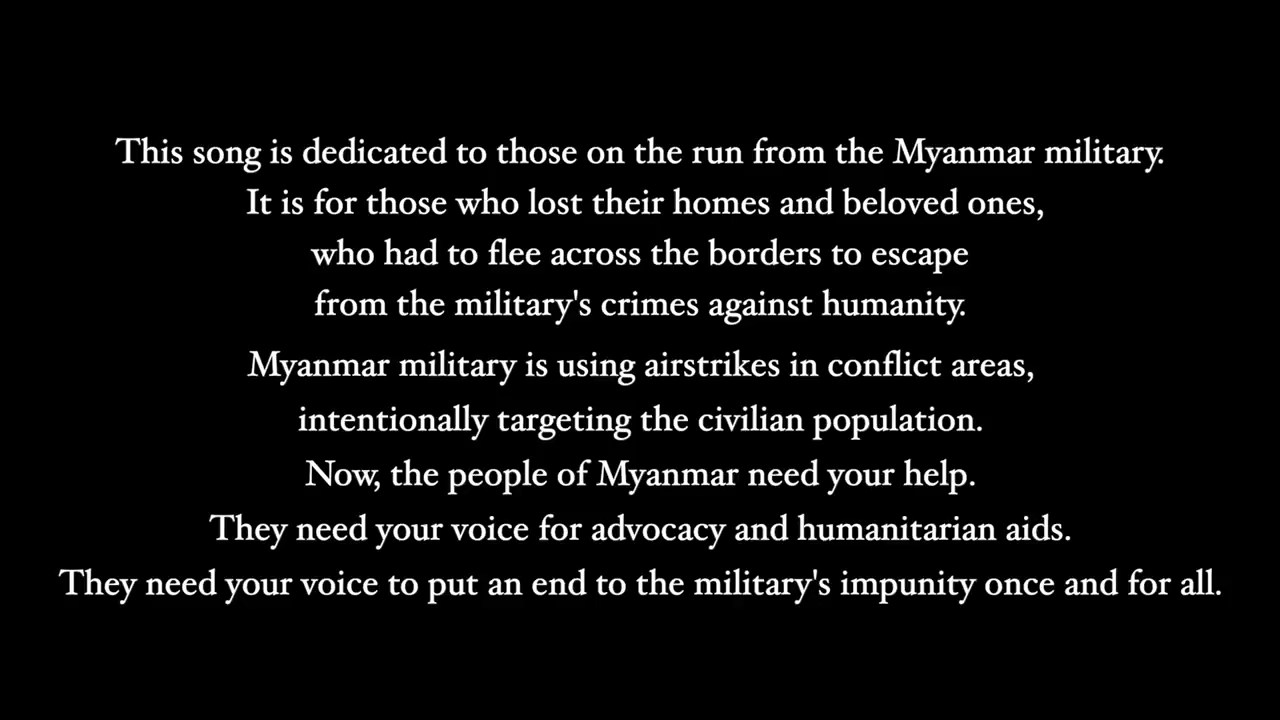 This song is dedicated to those on the run from the Myanmar military.
It is for those who lost their homes and beloved ones,
who had to flee across the borders to escape
from the military's crimes against humanity.
Myanmar military is using airstrikes in conflict areas,
intentionally targeting the civilian population.
Now, the people of Myanmar need your help.
They need your voice for advocacy and humanitarian aids.
They need your voice to put an end to the military's impunity once and for all.